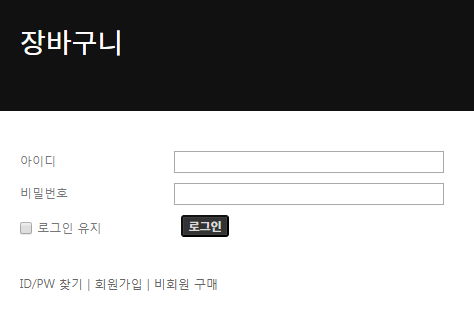 장바구니
아이디
비밀번호
로그인 유지 로그인
ID/PW 찾기 | 회원가입 | 비회원 구매